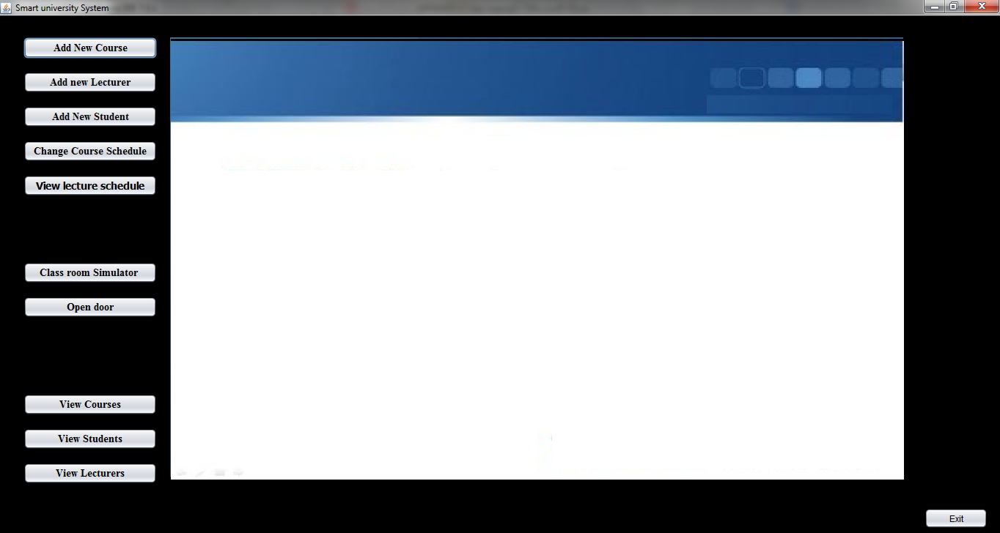 Smart university System
Add New Course
Add new Lecturer
Add New Student
Change Course Schedule
View lecture schedule
Class room Simulator
Open door
View Courses
View Students
View Lecturers
Exit